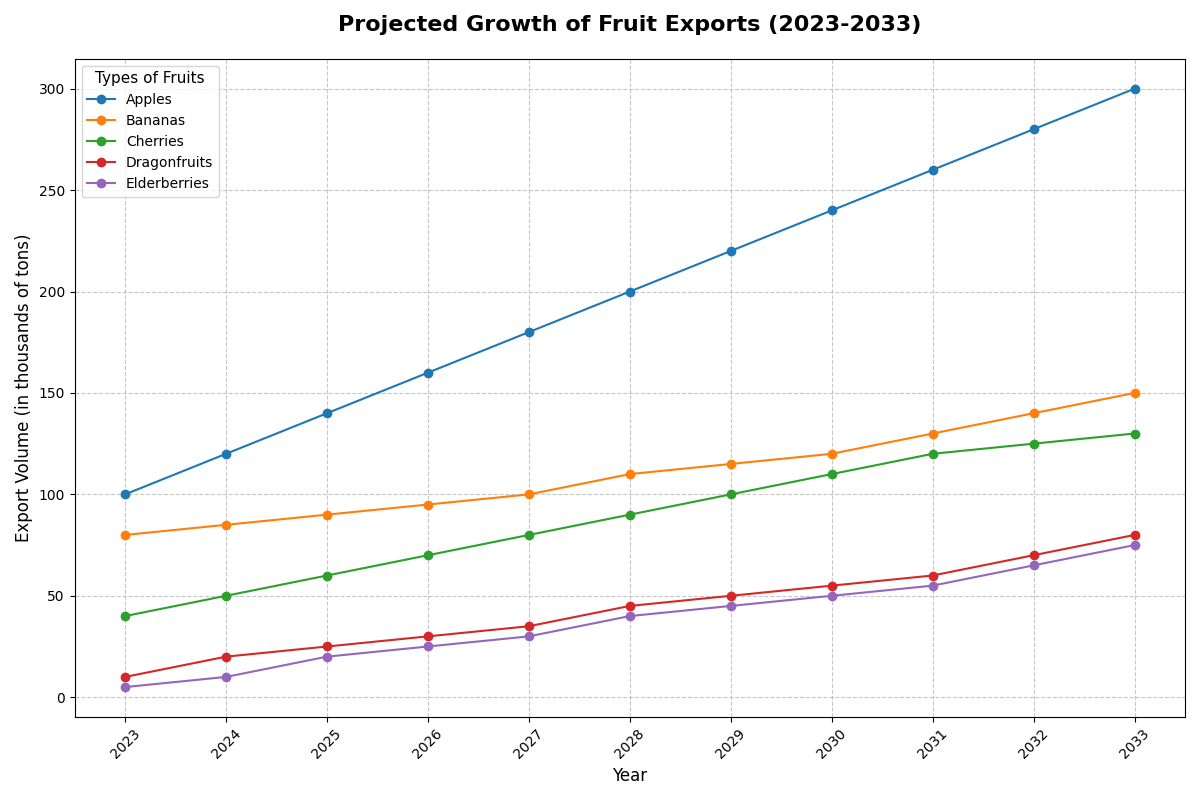 Projected Growth of Fruit Exports (2023-2033)
Types of Fruits
Apples
Bananas
Cherries
Dragonfruits
Elderberries
Export Volume (in thousands of tons)
300
250
200
150
100
50
0
2023
2024
2025
2026
2027
2028
2029
2030
2031
2032
2033
Year